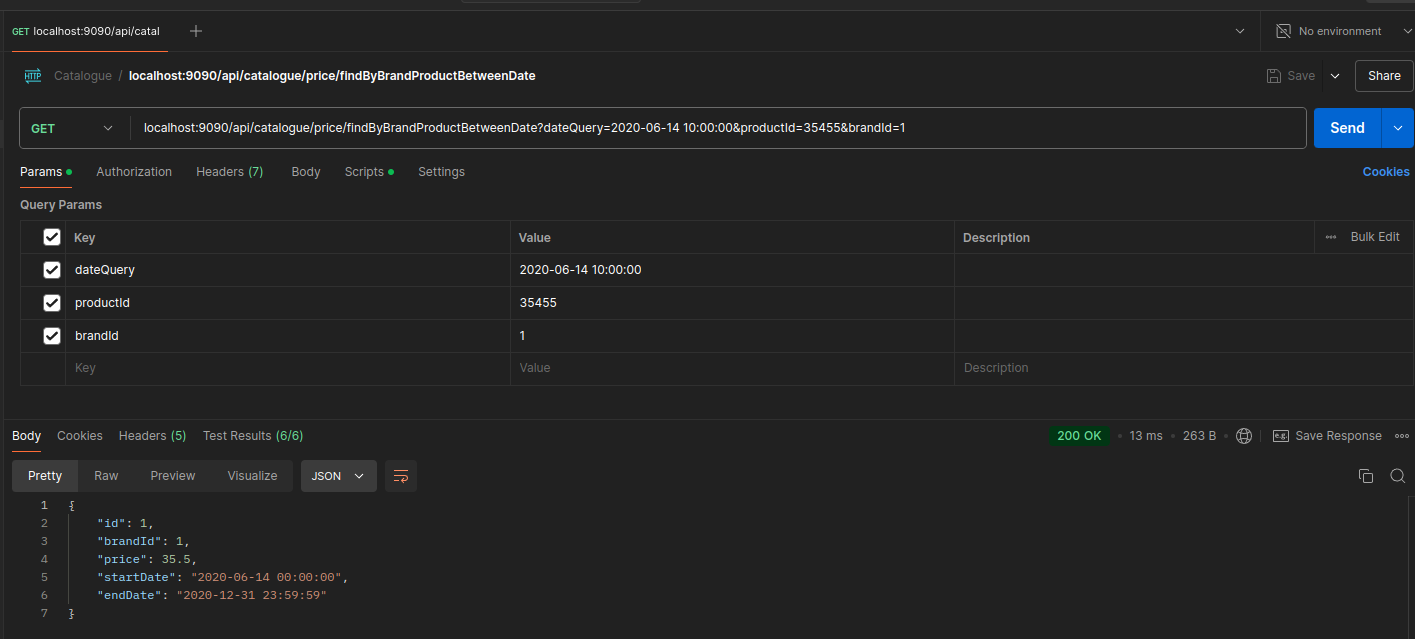 GET localhost:9090/api/catal
No environment
HTTP Catalogue / localhost:9090/api/catalogue/price/findByBrandProductBetweenDate
Save
Share
GET localhost:9090/api/catalogue/price/findByBrandProductBetweenDate?dateQuery=2020-06-14 10:00:00&productId=35455&brandId=1
Send
Params Authorization Headers (7) Body Scripts Settings
Cookies
Query Params
Key Value Description Bulk Edit
dateQuery 2020-06-14 10:00:00
productId 35455
brandId 1
Key Value Description
Body Cookies Headers (5) Test Results (6/6)
200 OK • 13 ms • 263 B e.g. Save Response
Pretty Raw Preview Visualize JSON
1 {
2 "id": 1,
3 "brandId": 1,
4 "price": 35.5,
5 "startDate": "2020-06-14 00:00:00",
6 "endDate": "2020-12-31 23:59:59"
7 }